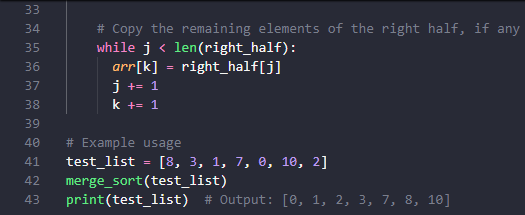 33
34 # Copy the remaining elements of the right half, if any
35 while j < len(right_half):
36 arr[k] = right_half[j]
37 j += 1
38 k += 1
39
40 # Example usage
41 test_list = [8, 3, 1, 7, 0, 10, 2]
42 merge_sort(test_list)
43 print(test_list)  # Output: [0, 1, 2, 3, 7, 8, 10]